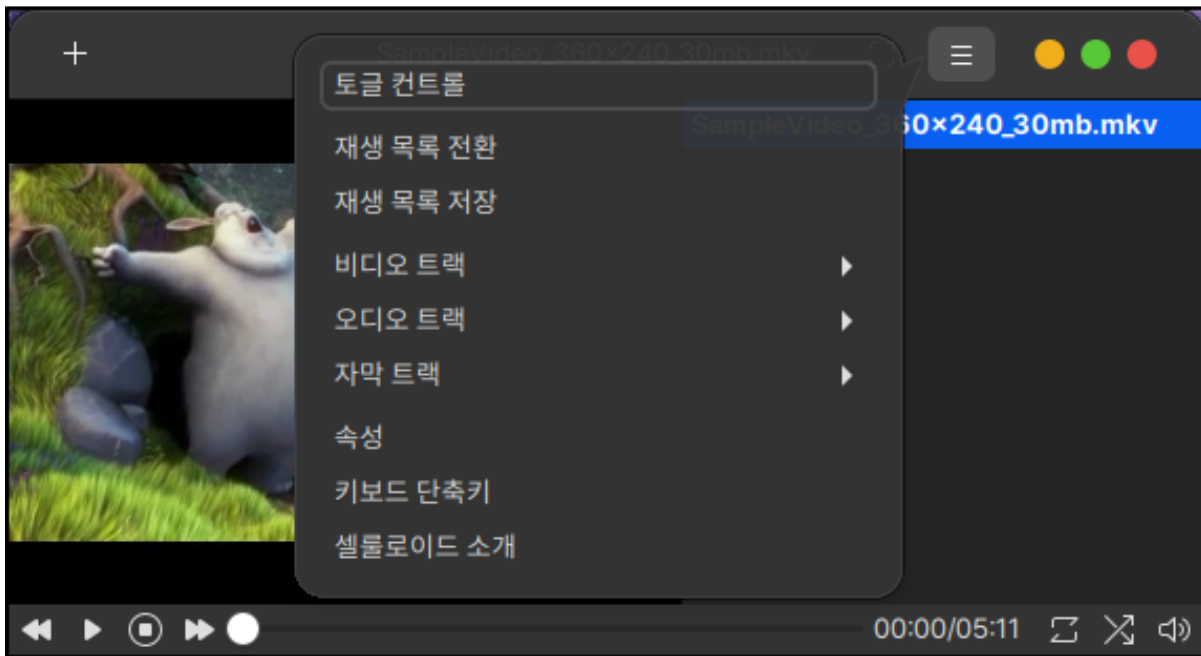 SampleVideo_360×240_30mb.mkv
토글 컨트롤
SampleVideo_360×240_30mb.mkv
재생 목록 전환
재생 목록 저장
비디오 트랙
오디오 트랙
자막 트랙
속성
키보드 단축키
셀룰로이드 소개
00:00/05:11